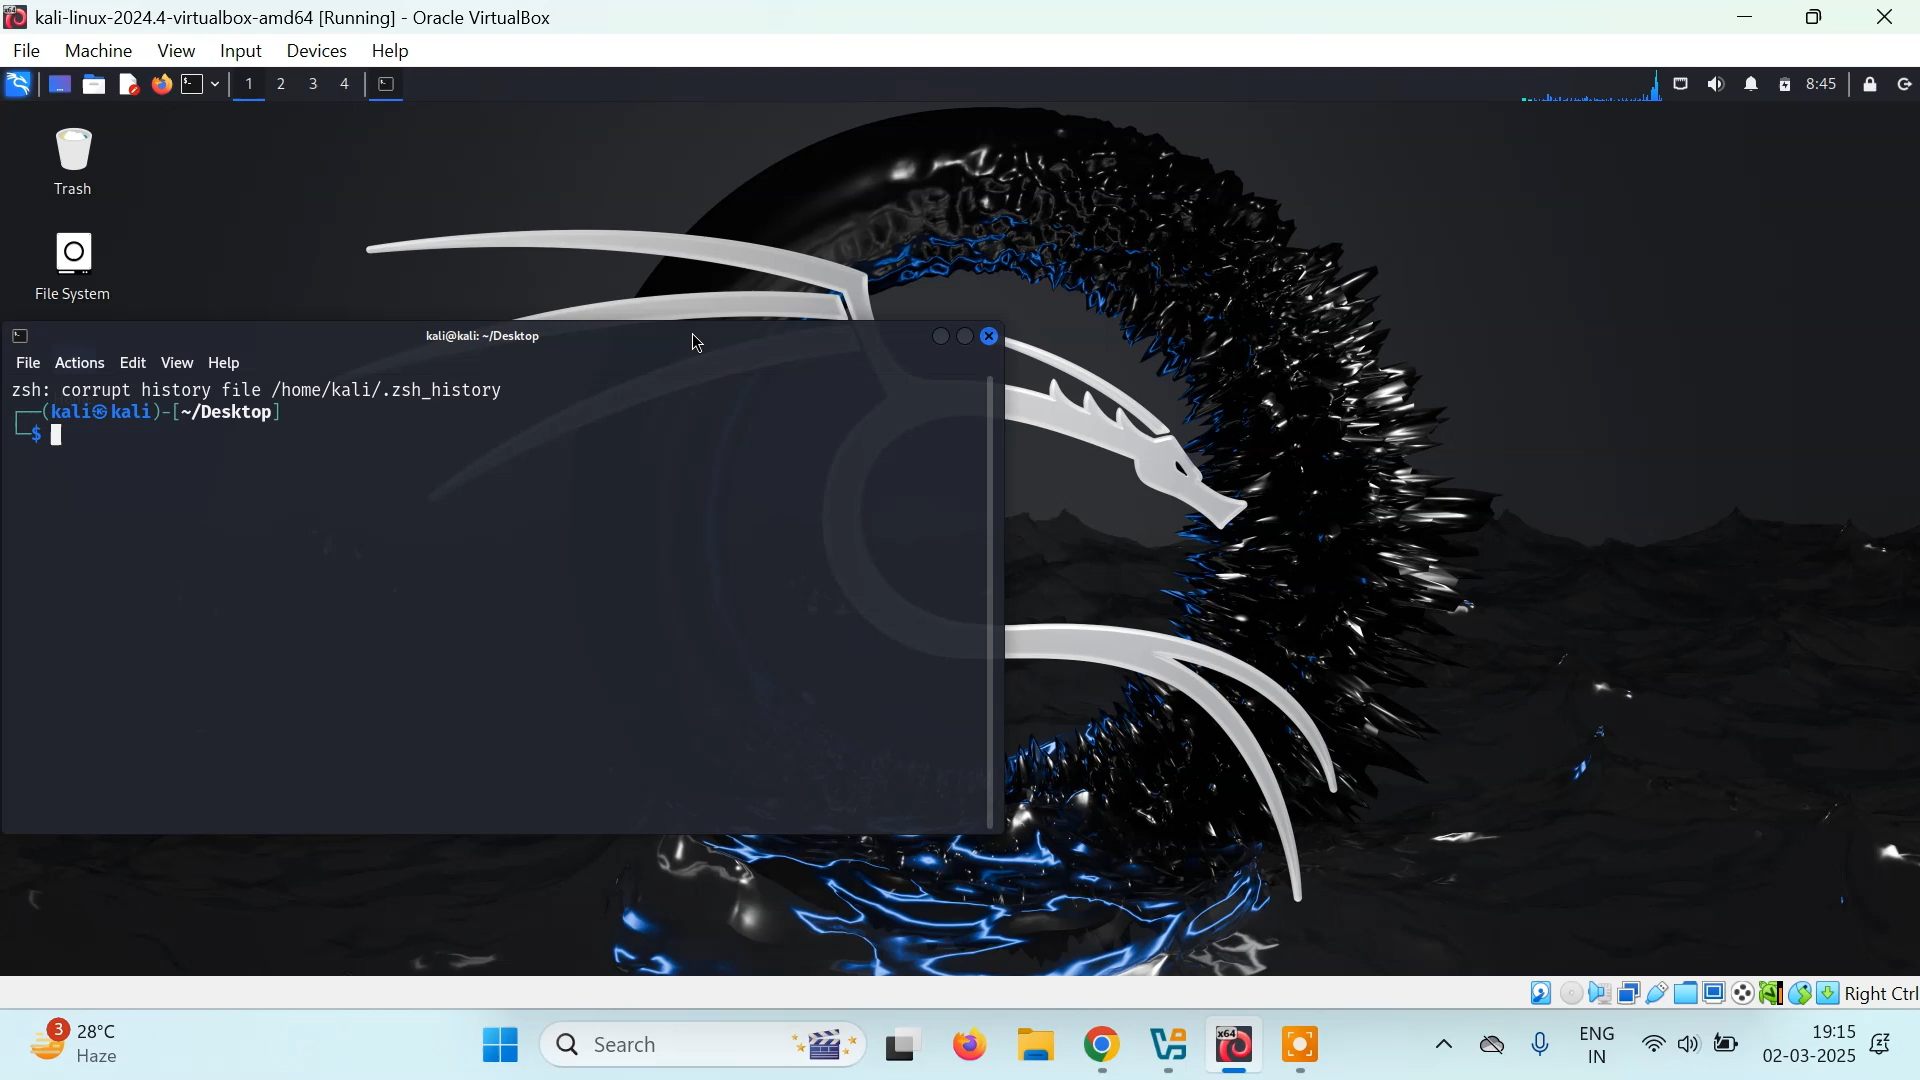 kali-linux-2024.4-virtualbox-amd64 [Running] - Oracle VirtualBox
File Machine View Input Devices Help
1 2 3 4 8:45
Trash
File System
kali@kali: ~/Desktop
File Actions Edit View Help
zsh: corrupt history file /home/kali/.zsh_history
┌──(kali㉿kali)-[~/Desktop]
└─$
Right Ctrl
3
28°C
Haze
Search
x64
ENG
IN
19:15
02-03-2025